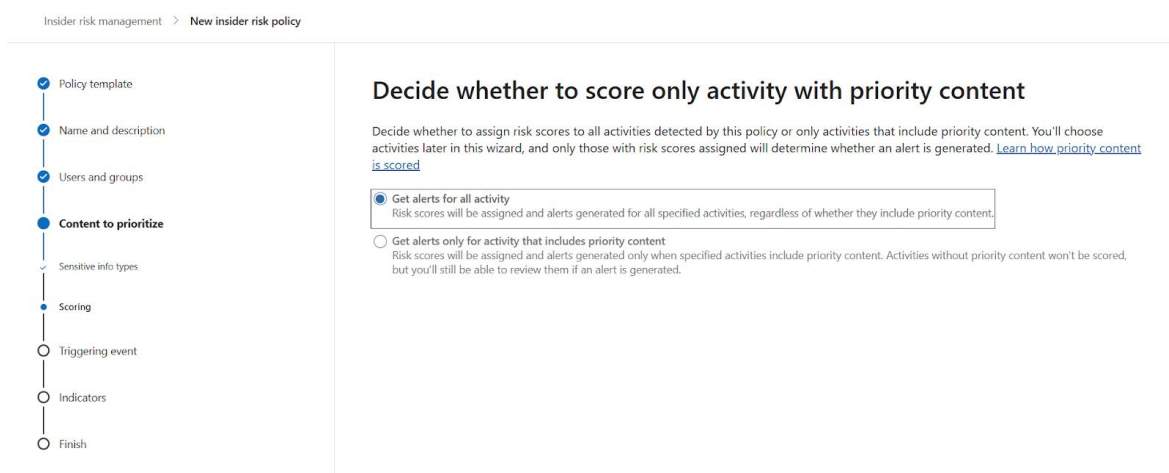 Insider risk management > New insider risk policy
Policy template
Name and description
Users and groups
Content to prioritize
Sensitive info types
Scoring
Triggering event
Indicators
Finish
Decide whether to score only activity with priority content
Decide whether to assign risk scores to all activities detected by this policy or only activities that include priority content. You'll choose
activities later in this wizard, and only those with risk scores assigned will determine whether an alert is generated. Learn how priority content
is scored
Get alerts for all activity
Risk scores will be assigned and alerts generated for all specified activities, regardless of whether they include priority content.
Get alerts only for activity that includes priority content
Risk scores will be assigned and alerts generated only when specified activities include priority content. Activities without priority content won't be scored,
but you'll still be able to review them if an alert is generated.